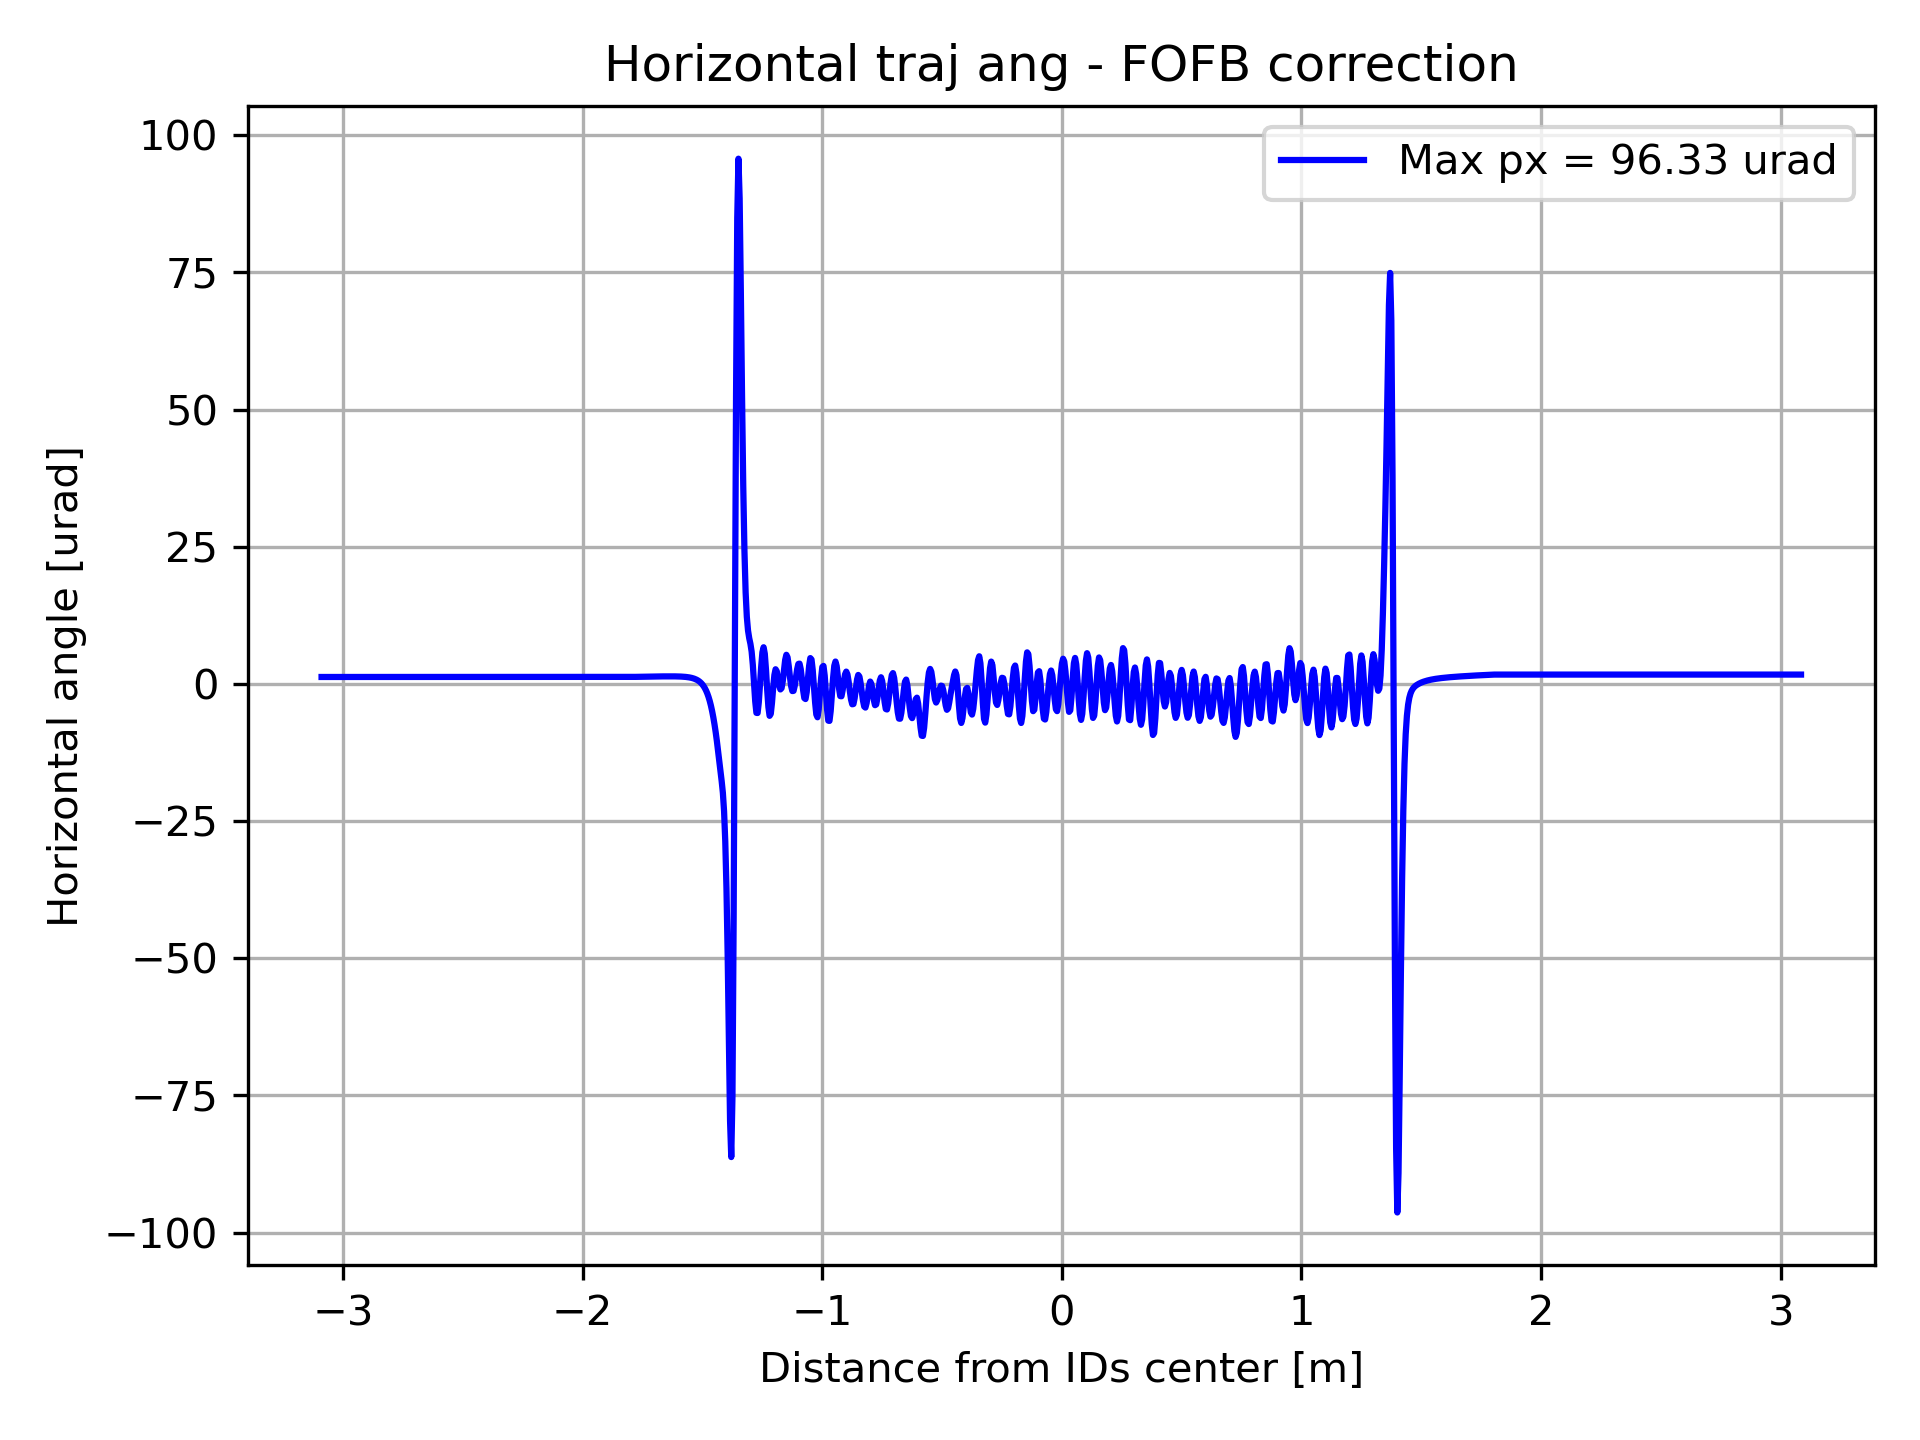 Horizontal traj ang - FOFB correction
Max px = 96.33 urad
Horizontal angle [urad]
100
75
50
25
0
−25
−50
−75
−100
−3 −2 −1 0 1 2 3
Distance from IDs center [m]